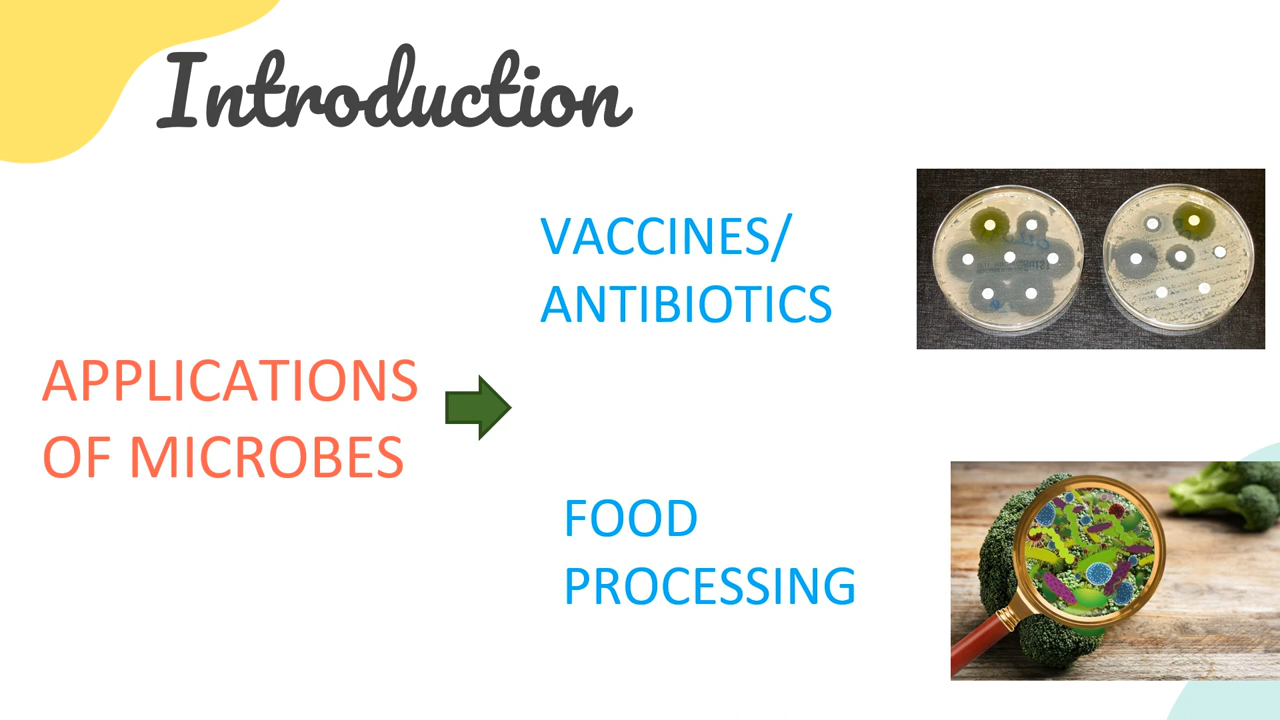 Introduction
VACCINES/
ANTIBIOTICS
APPLICATIONS
OF MICROBES
FOOD
PROCESSING